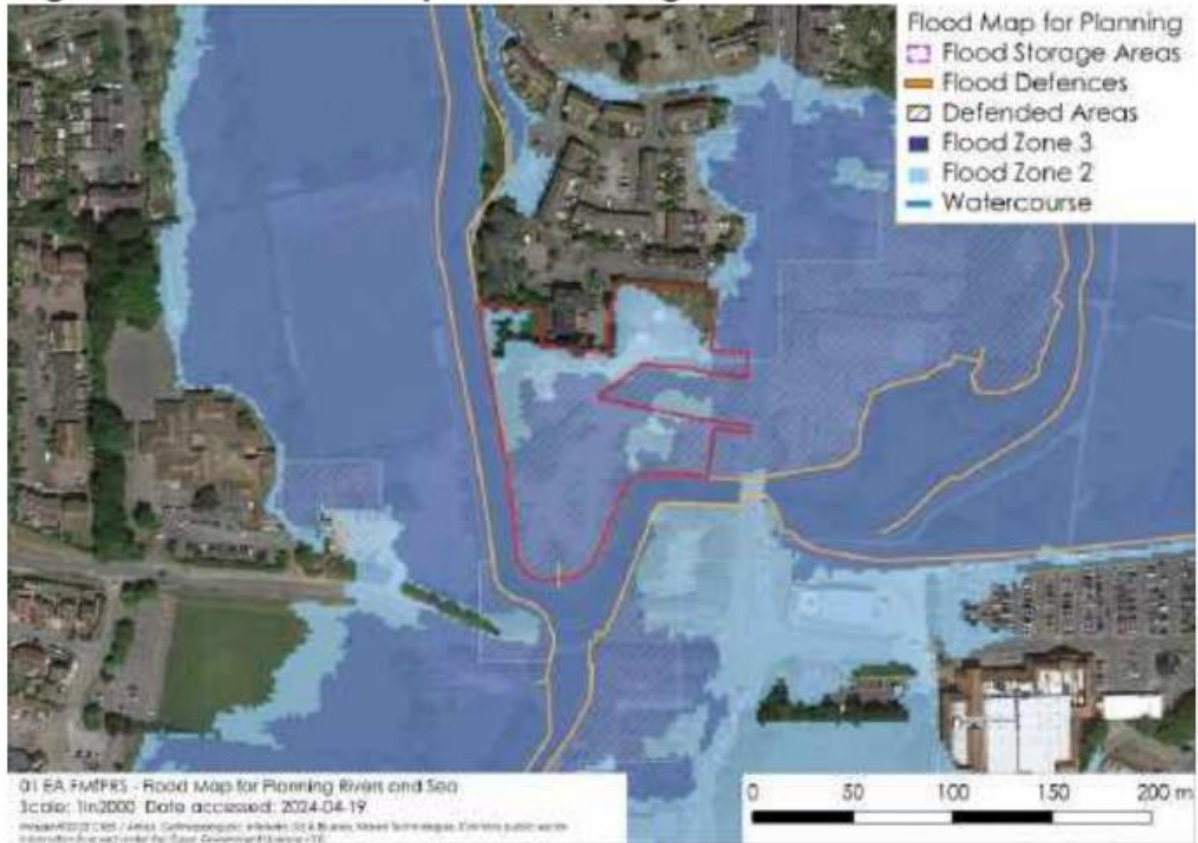 Flood Map for Planning
Flood Storage Areas
Flood Defences
Defended Areas
Flood Zone 3
Flood Zone 2
Watercourse
01 EA FMfPRS - Flood Map for Planning Rivers and Sea
Scale: 1in2000 Date accessed: 2024-04-19
0 50 100 150 200 m